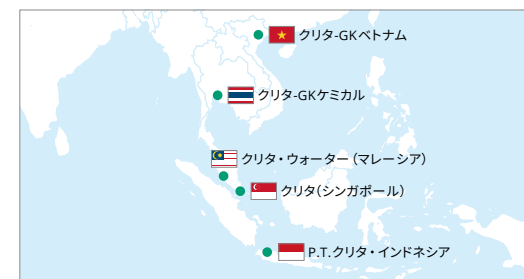 クリタ-GKベトナム
クリタ-GKケミカル
クリタ・ウォーター（マレーシア）
クリタ（シンガポール）
P.T.クリタ・インドネシア